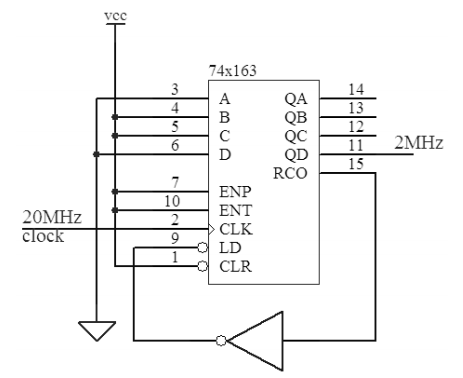 vcc
74x163
3 A QA 14
4 B QB 13
5 C QC 12
6 D QD 11 2MHz
RCO 15
7 ENP
10 ENT
20MHz 2 CLK
clock 9 LD
1 CLR